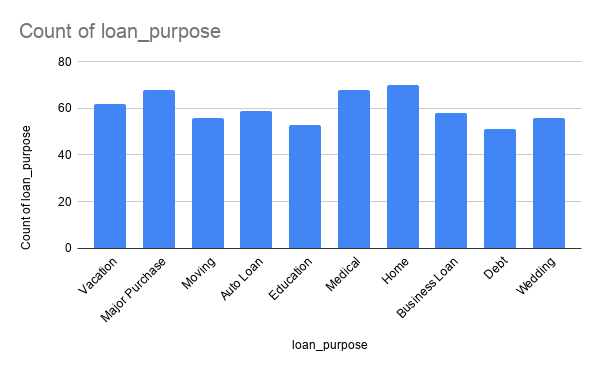 Count of loan_purpose
Count of loan_purpose
80
60
40
20
0
Vacation
Major Purchase
Moving
Auto Loan
Education
Medical
Home
Business Loan
Debt
Wedding
loan_purpose